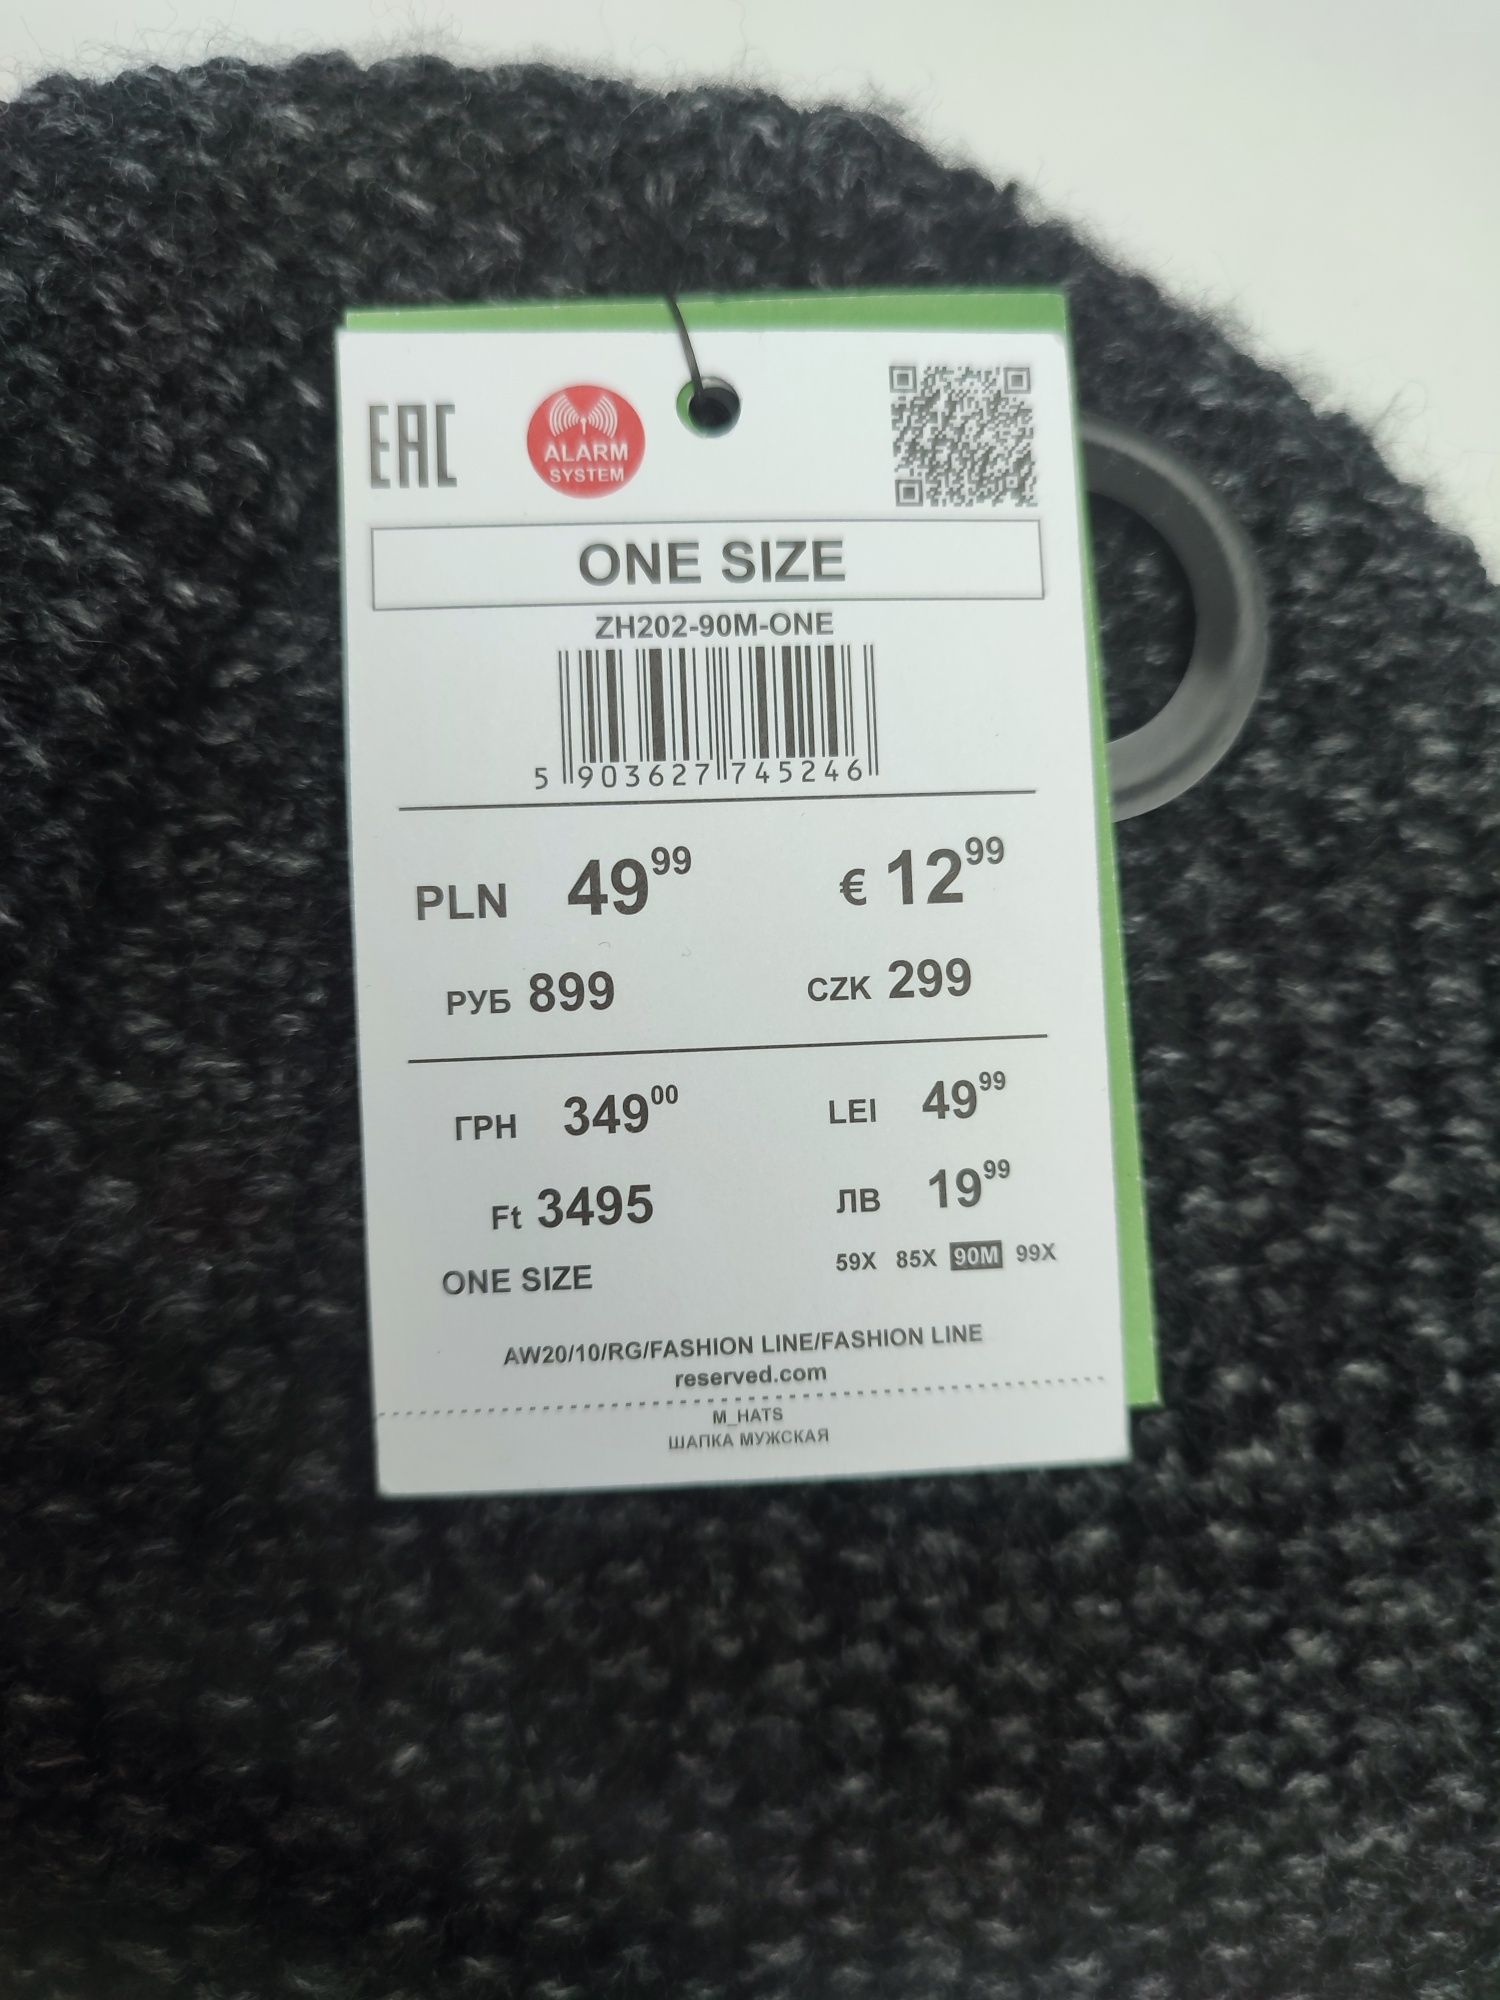 EAC
ALARM
SYSTEM
ONE SIZE
ZH202-90M-ONE
5 903627 745246
PLN 49 99 € 12 99
РУБ 899 CZK 299
ГРН 349 00 LEI 49 99
Ft 3495 ЛВ 19 99
ONE SIZE 59X 85X 90M 99X
AW20/10/RG/FASHION LINE/FASHION LINE
reserved.com
M_HATS
ШАПКА МУЖСКАЯ